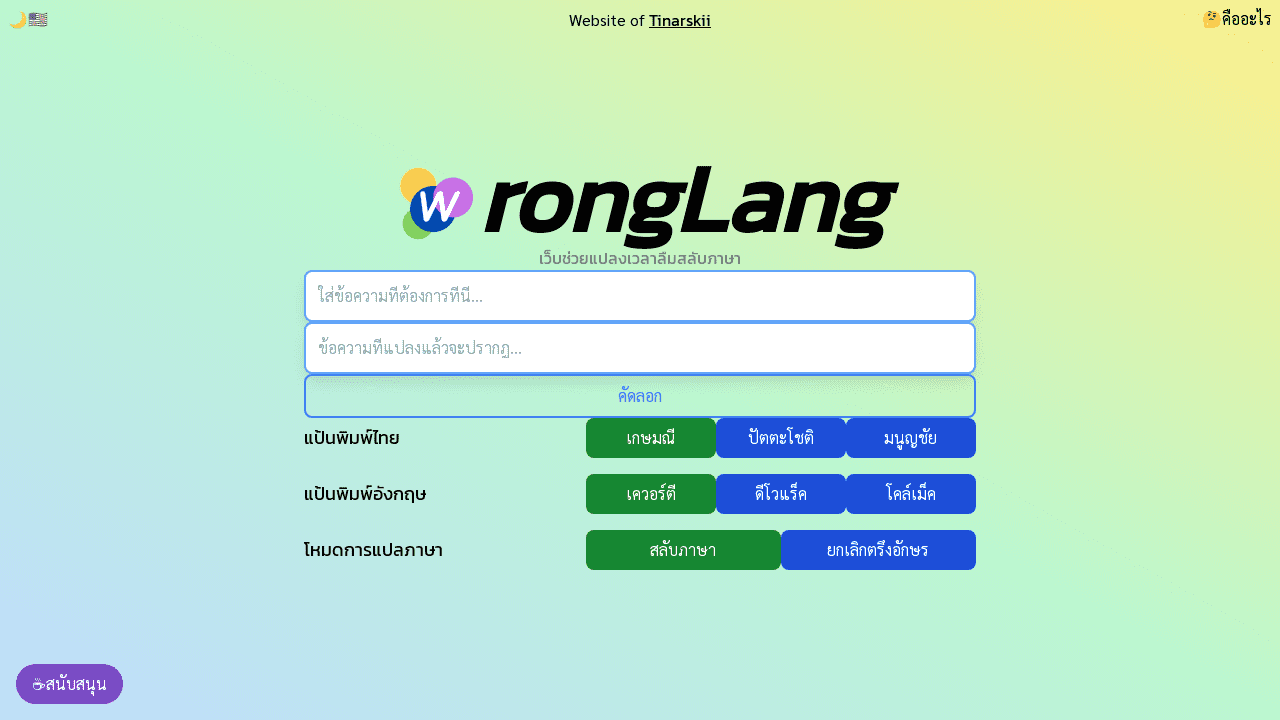 Website of Tinarskii
คืออะไร
W rongLang
เว็บช่วยแปลงเวลาลืมสลับภาษา
ใส่ข้อความที่ต้องการที่นี่...
ข้อความที่แปลงแล้วจะปรากฏ...
คัดลอก
แป้นพิมพ์ไทย เกษมณี ปัตตะโชติ มนูญชัย
แป้นพิมพ์อังกฤษ เควอร์ตี ดีโวแร็ค โคล์เม็ค
โหมดการแปลภาษา สลับภาษา ยกเลิกตรึงอักษร
สนับสนุน